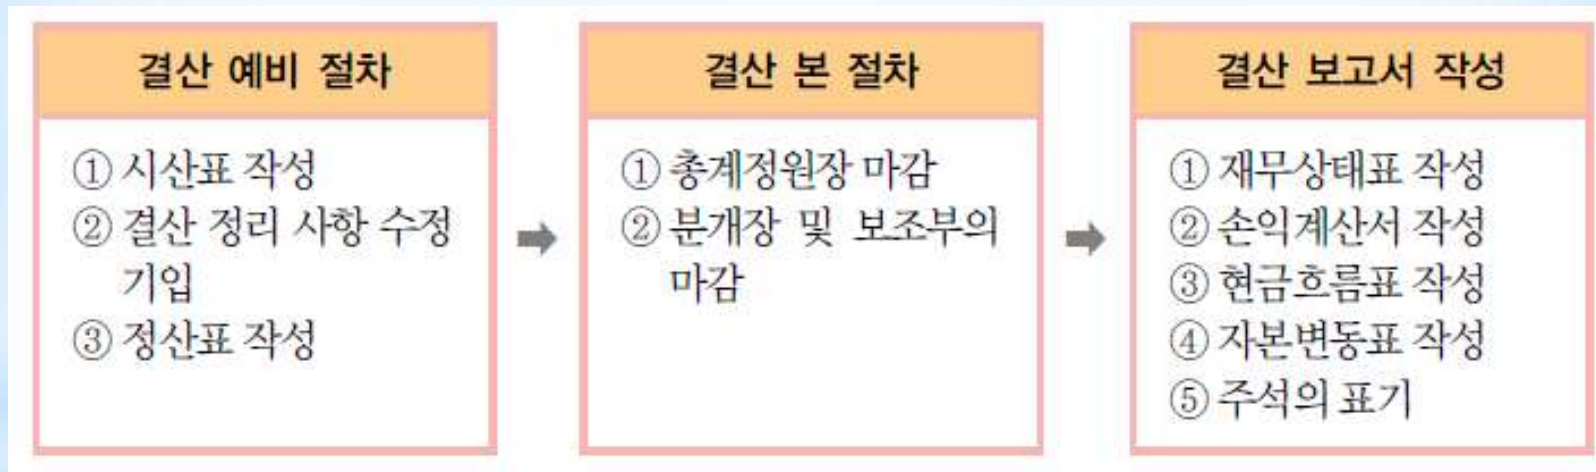 결산 예비 절차
① 시산표 작성
② 결산 정리 사항 수정
기입
③ 정산표 작성
결산 본 절차
① 총계정원장 마감
② 분개장 및 보조부의
마감
결산 보고서 작성
① 재무상태표 작성
② 손익계산서 작성
③ 현금흐름표 작성
④ 자본변동표 작성
⑤ 주석의 표기